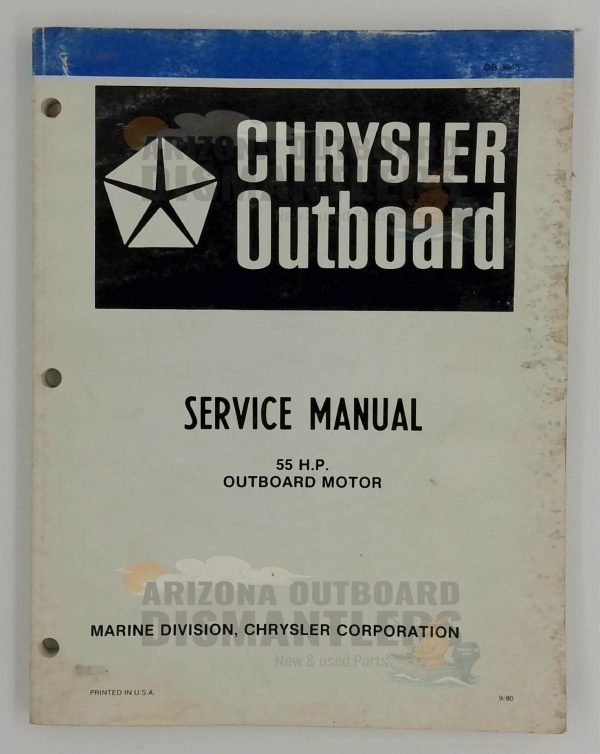 CHRYSLER
Outboard
SERVICE MANUAL
55 H.P.
OUTBOARD MOTOR
ARIZONA OUTBOARD
DISMANTLERS
MARINE DIVISION, CHRYSLER CORPORATION
New & used Parts
PRINTED IN U.S.A.
9/80